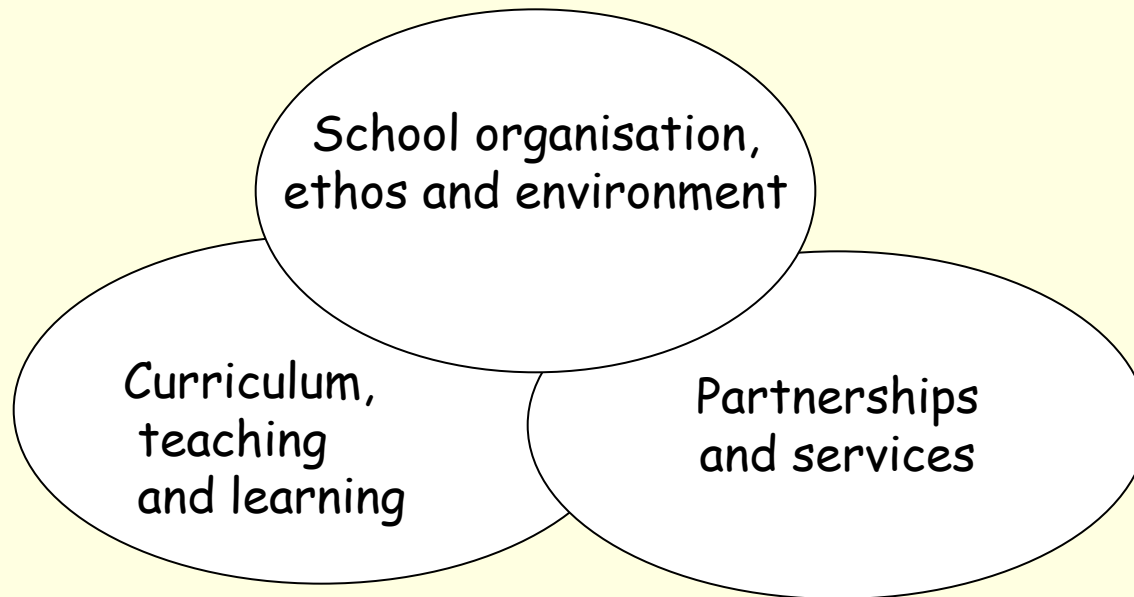 School organisation,
ethos and environment
Curriculum,
teaching
and learning
Partnerships
and services